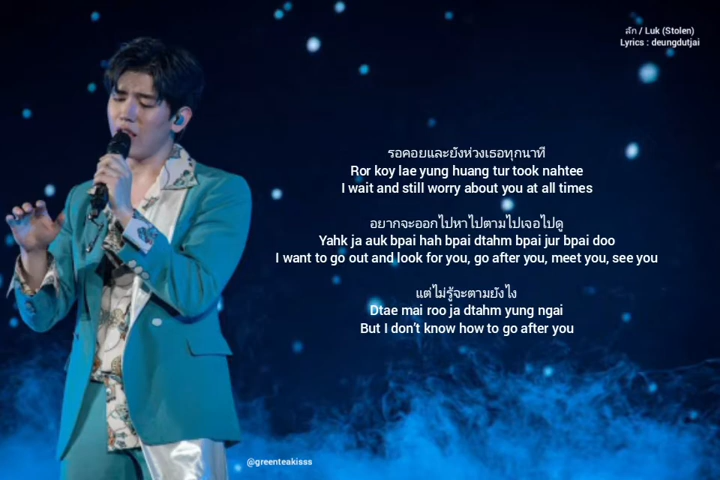 ลัก / Luk (Stolen)
Lyrics : deungdutjai
รอคอยและยังห่วงเธอทุกนาที
Ror koy lae yung huang tur took nahtee
I wait and still worry about you at all times
อยากจะออกไปหาไปตามไปเจอไปดู
Yahk ja auk bpai hah bpai dtahm bpai jur bpai doo
I want to go out and look for you, go after you, meet you, see you
แต่ไม่รู้จะตามยังไง
Dtae mai roo ja dtahm yung ngai
But I don't know how to go after you
@greenteakisss